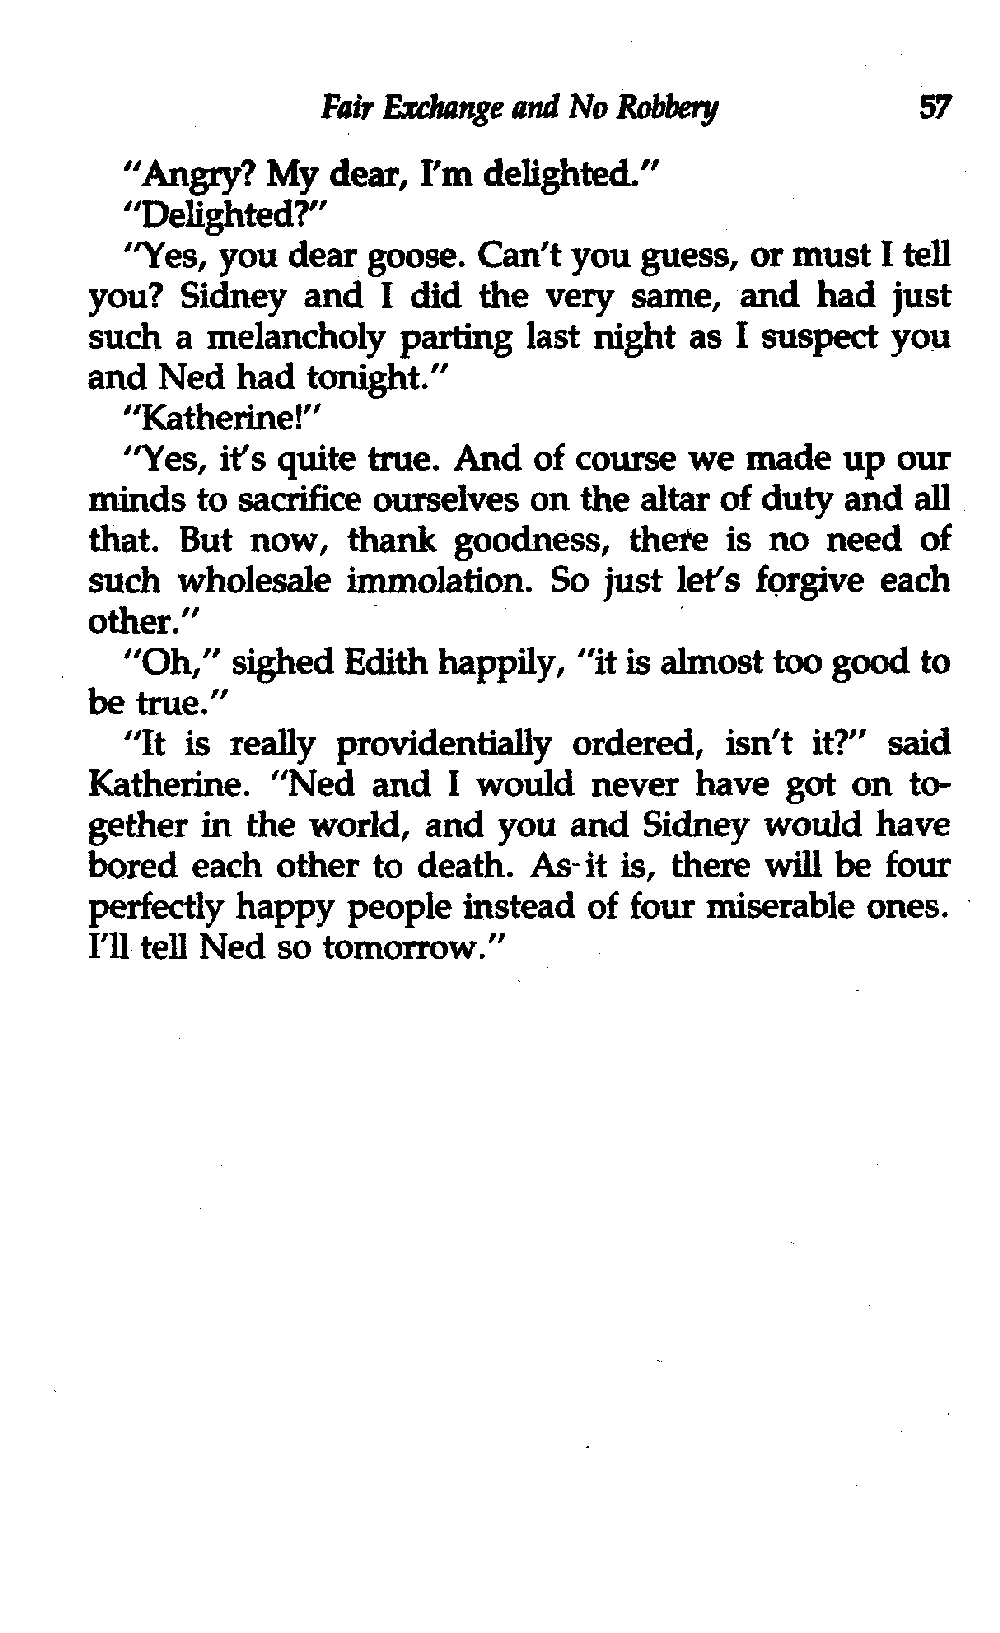 Fair Exchange and No Robbery 57
"Angry? My dear, I'm delighted."
"Delighted?"
"Yes, you dear goose. Can't you guess, or must I tell
you? Sidney and I did the very same, and had just
such a melancholy parting last night as I suspect you
and Ned had tonight."
"Katherine!"
"Yes, it's quite true. And of course we made up our
minds to sacrifice ourselves on the altar of duty and all
that. But now, thank goodness, there is no need of
such wholesale immolation. So just let's forgive each
other."
"Oh," sighed Edith happily, "it is almost too good to
be true."
"It is really providentially ordered, isn't it?" said
Katherine. "Ned and I would never have got on to-
gether in the world, and you and Sidney would have
bored each other to death. As it is, there will be four
perfectly happy people instead of four miserable ones.
I'll tell Ned so tomorrow."